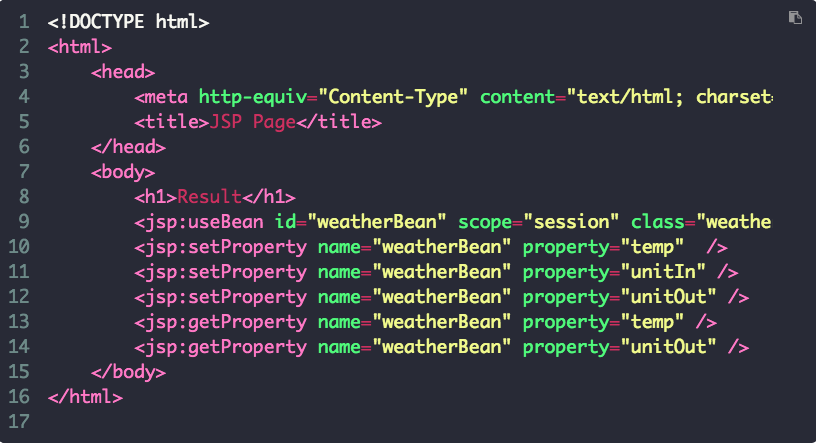 1 <!DOCTYPE html>
2 <html>
3     <head>
4         <meta http-equiv="Content-Type" content="text/html; charset=
5         <title>JSP Page</title>
6     </head>
7     <body>
8         <h1>Result</h1>
9         <jsp:useBean id="weatherBean" scope="session" class="weathe
10         <jsp:setProperty name="weatherBean" property="temp"  />
11         <jsp:setProperty name="weatherBean" property="unitIn" />
12         <jsp:setProperty name="weatherBean" property="unitOut" />
13         <jsp:getProperty name="weatherBean" property="temp" />
14         <jsp:getProperty name="weatherBean" property="unitOut" />
15     </body>
16 </html>
17